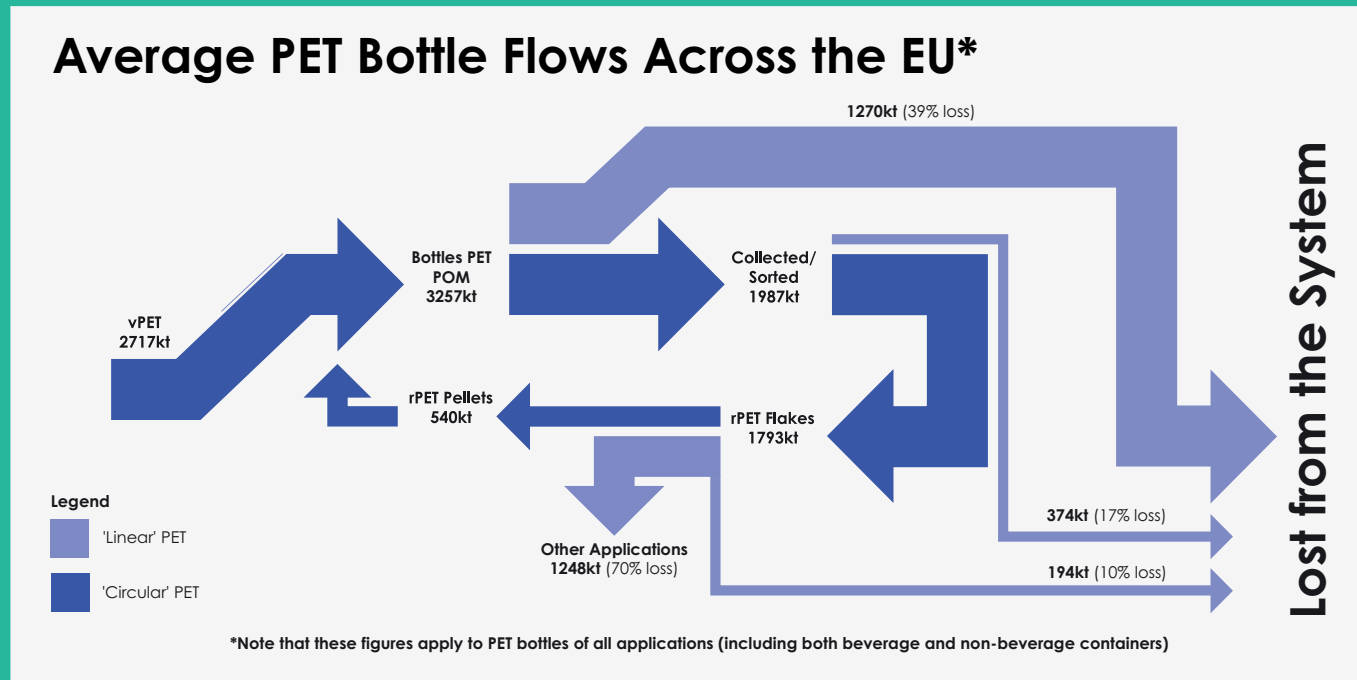 Average PET Bottle Flows Across the EU*
1270kt (39% loss)
Bottles PET
POM
3257kt
Collected/
Sorted
1987kt
vPET
2717kt
rPET Pellets
540kt
rPET Flakes
1793kt
Lost from the System
Legend
'Linear' PET
'Circular' PET
Other Applications
1248kt (70% loss)
374kt (17% loss)
194kt (10% loss)
*Note that these figures apply to PET bottles of all applications (including both beverage and non-beverage containers)